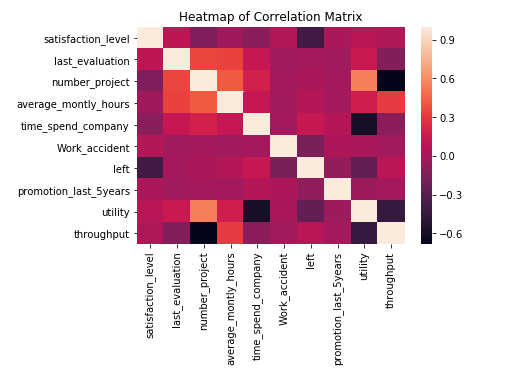 Heatmap of Correlation Matrix
satisfaction_level
last_evaluation
number_project
average_montly_hours
time_spend_company
Work_accident
left
promotion_last_5years
utility
throughput
0.9
0.6
0.3
0.0
−0.3
−0.6
satisfaction_level
last_evaluation
number_project
average_montly_hours
time_spend_company
Work_accident
left
promotion_last_5years
utility
throughput